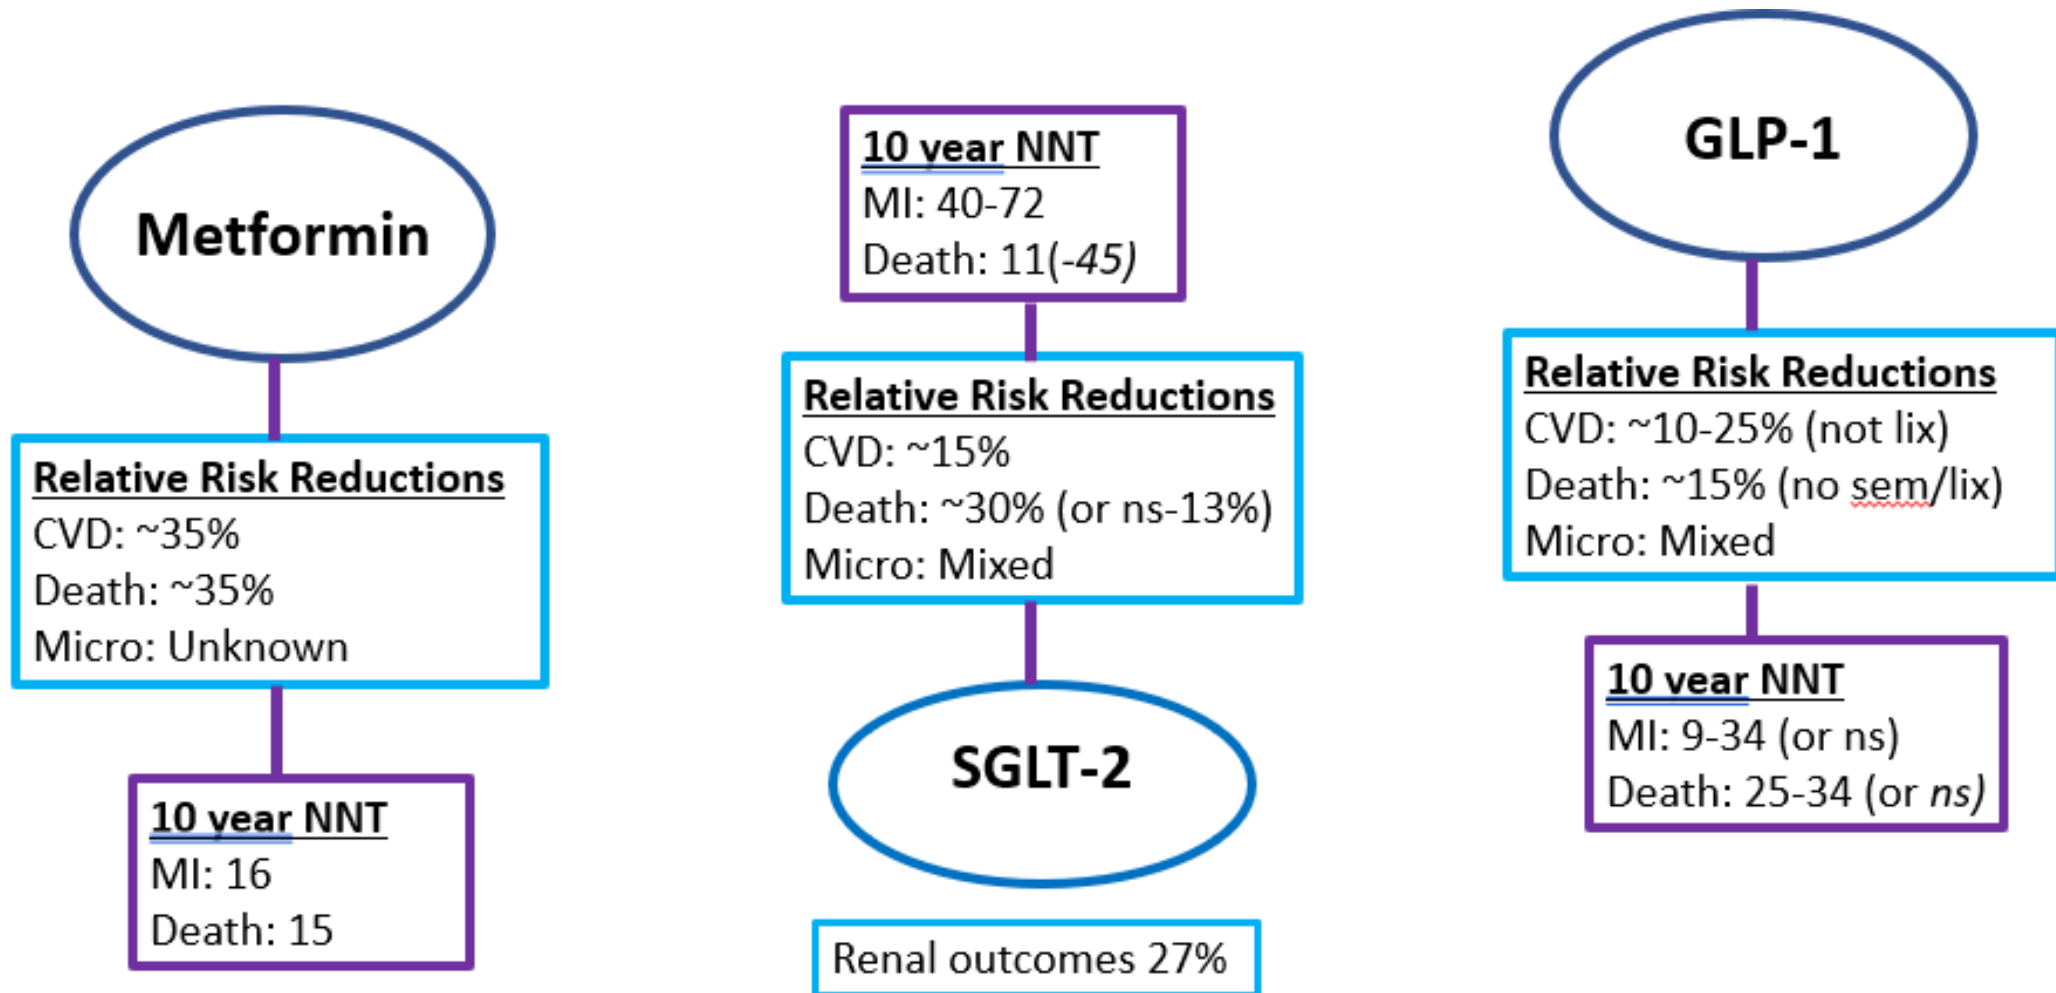 Metformin
Relative Risk Reductions
CVD: ~35%
Death: ~35%
Micro: Unknown
10 year NNT
MI: 16
Death: 15
10 year NNT
MI: 40-72
Death: 11(-45)
Relative Risk Reductions
CVD: ~15%
Death: ~30% (or ns-13%)
Micro: Mixed
SGLT-2
Renal outcomes 27%
GLP-1
Relative Risk Reductions
CVD: ~10-25% (not lix)
Death: ~15% (no sem/lix)
Micro: Mixed
10 year NNT
MI: 9-34 (or ns)
Death: 25-34 (or ns)